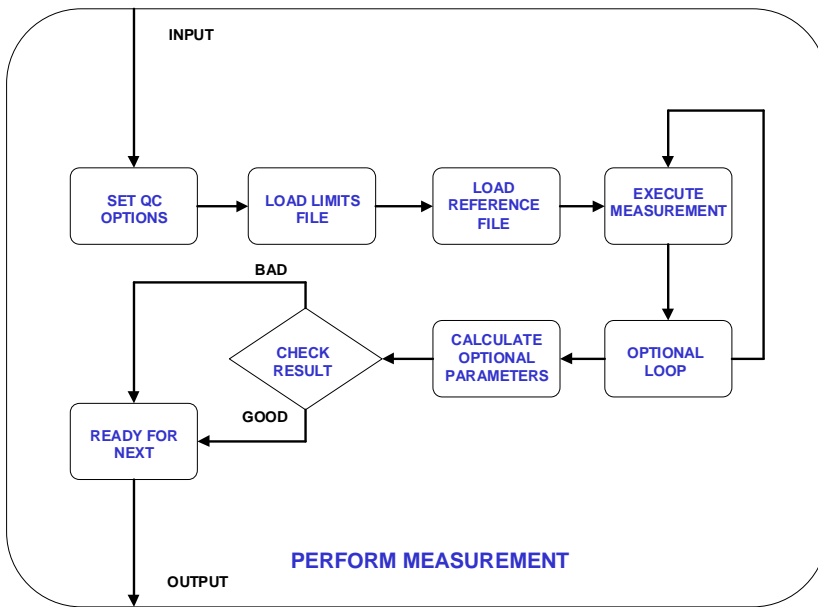 INPUT
SET QC
OPTIONS
LOAD LIMITS
FILE
LOAD
REFERENCE
FILE
EXECUTE
MEASUREMENT
BAD
CHECK
RESULT
CALCULATE
OPTIONAL
PARAMETERS
OPTIONAL
LOOP
GOOD
READY FOR
NEXT
PERFORM MEASUREMENT
OUTPUT